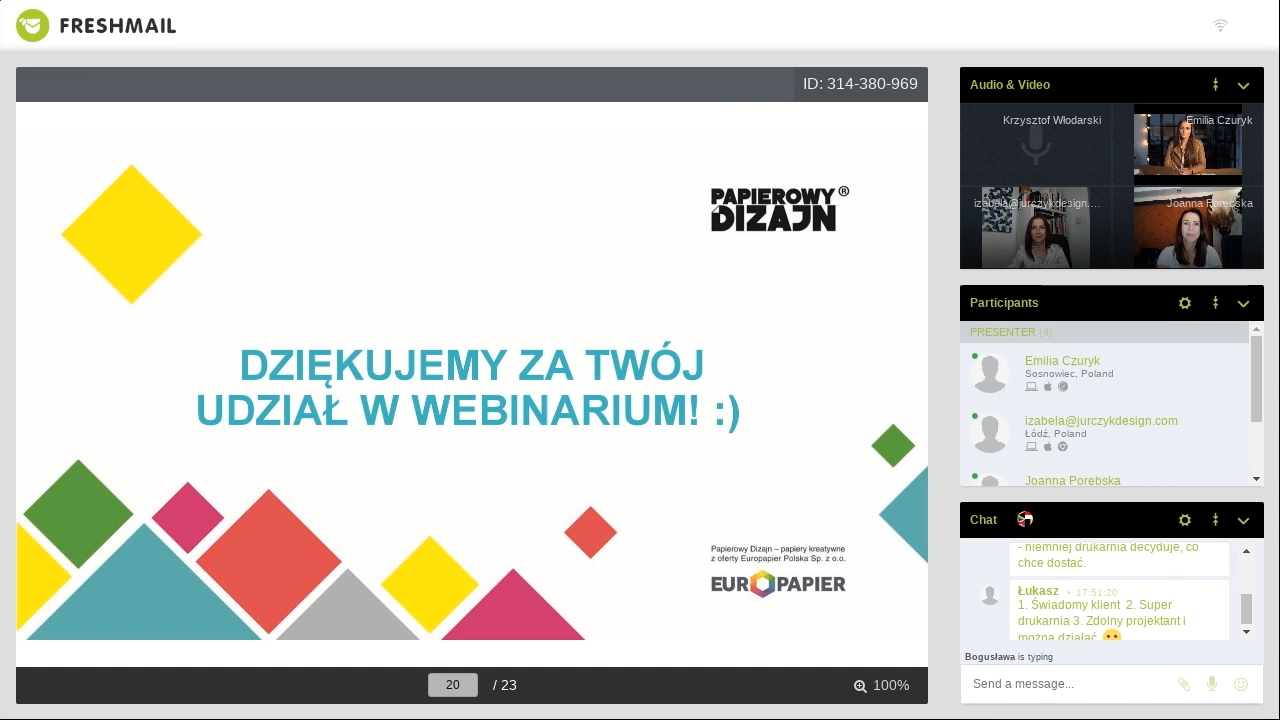 FRESHMAIL
ID: 314-380-969
PAPIEROWY ®
DIZAJN
DZIĘKUJEMY ZA TWÓJ
UDZIAŁ W WEBINARIUM! :)
Papierowy Dizajn – papiery kreatywne
z oferty Europapier Polska Sp. z o.o.
EUROPAPIER
20 / 23
100%
Audio & Video
Krzysztof Włodarski
Emilia Czuryk
izabela@jurczykdesign....
Joanna Porębska
Participants
PRESENTER (4)
Emilia Czuryk
Sosnowiec, Poland
izabela@jurczykdesign.com
Łódź, Poland
Joanna Porębska
Chat
- niemniej drukarnia decyduje, co
chce dostać.
Łukasz • 17:51:20
1. Świadomy klient 2. Super
drukarnia 3. Zdolny projektant i
można działać
Bogusława is typing
Send a message...